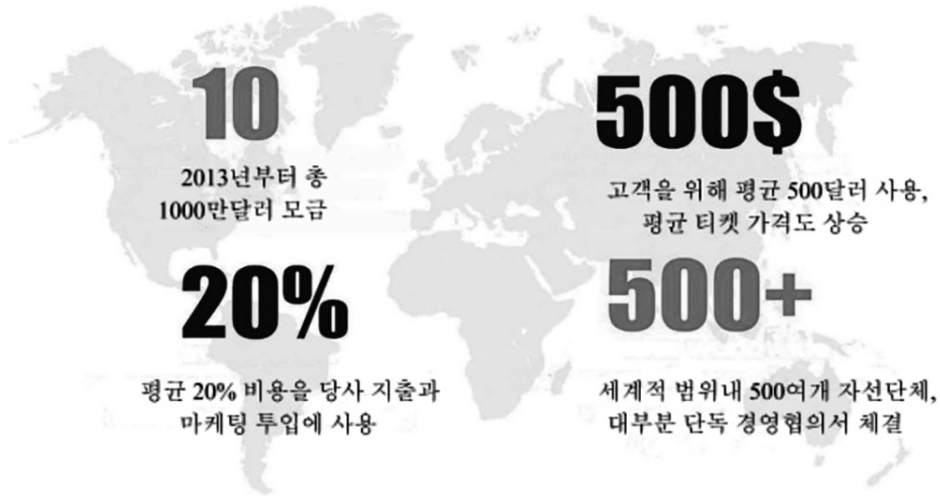 10
2013년부터 총
1000만달러 모금
500$
고객을 위해 평균 500달러 사용,
평균 티켓 가격도 상승
20%
평균 20% 비용을 당사 지출과
마케팅 투입에 사용
500+
세계적 범위내 500여개 자선단체,
대부분 단독 경영협의서 체결